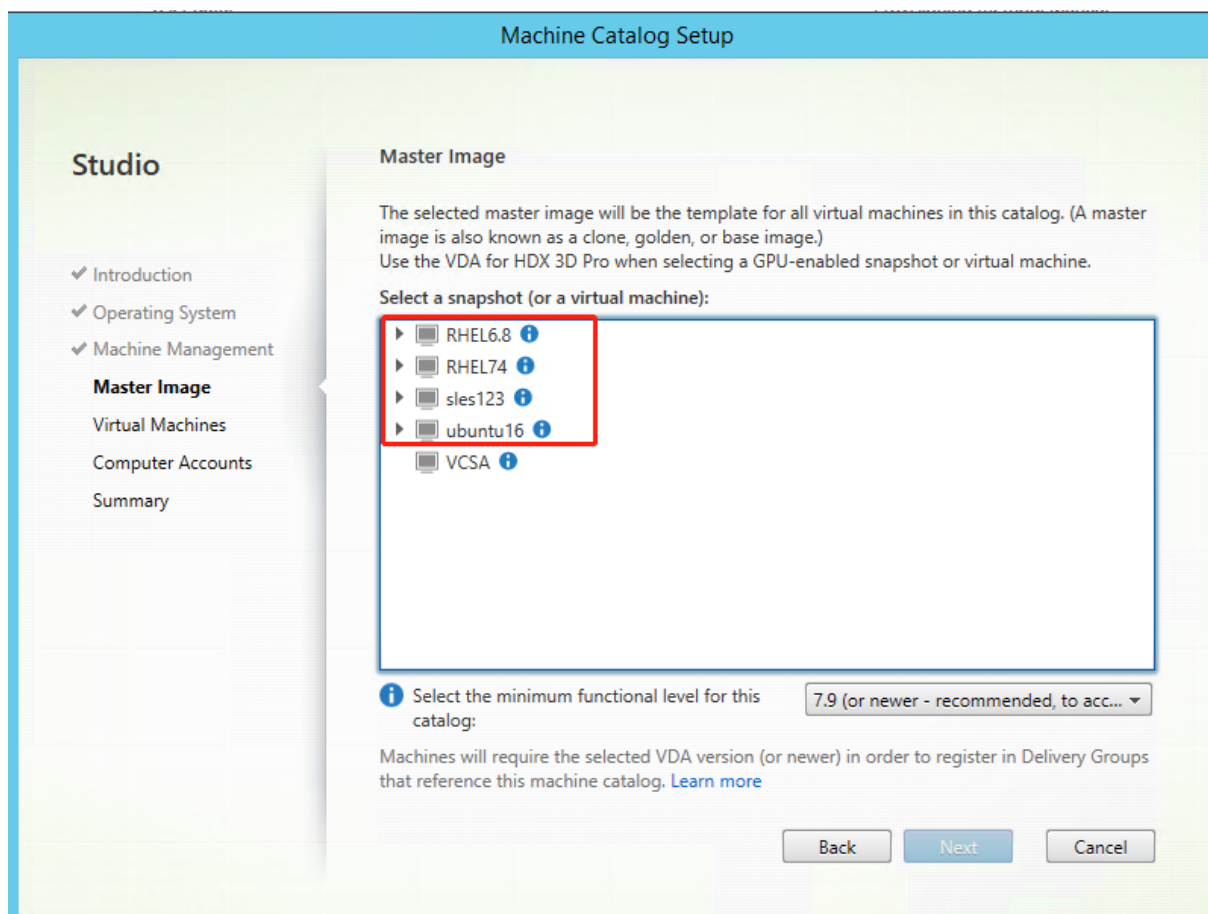 Machine Catalog Setup
Studio
Introduction
Operating System
Machine Management
Master Image
Virtual Machines
Computer Accounts
Summary
Master Image
The selected master image will be the template for all virtual machines in this catalog. (A master
image is also known as a clone, golden, or base image.)
Use the VDA for HDX 3D Pro when selecting a GPU-enabled snapshot or virtual machine.
Select a snapshot (or a virtual machine):
RHEL6.8
RHEL74
sles123
ubuntu16
VCSA
Select the minimum functional level for this
catalog:
7.9 (or newer - recommended, to acc...
Machines will require the selected VDA version (or newer) in order to register in Delivery Groups
that reference this machine catalog. Learn more
Back
Next
Cancel